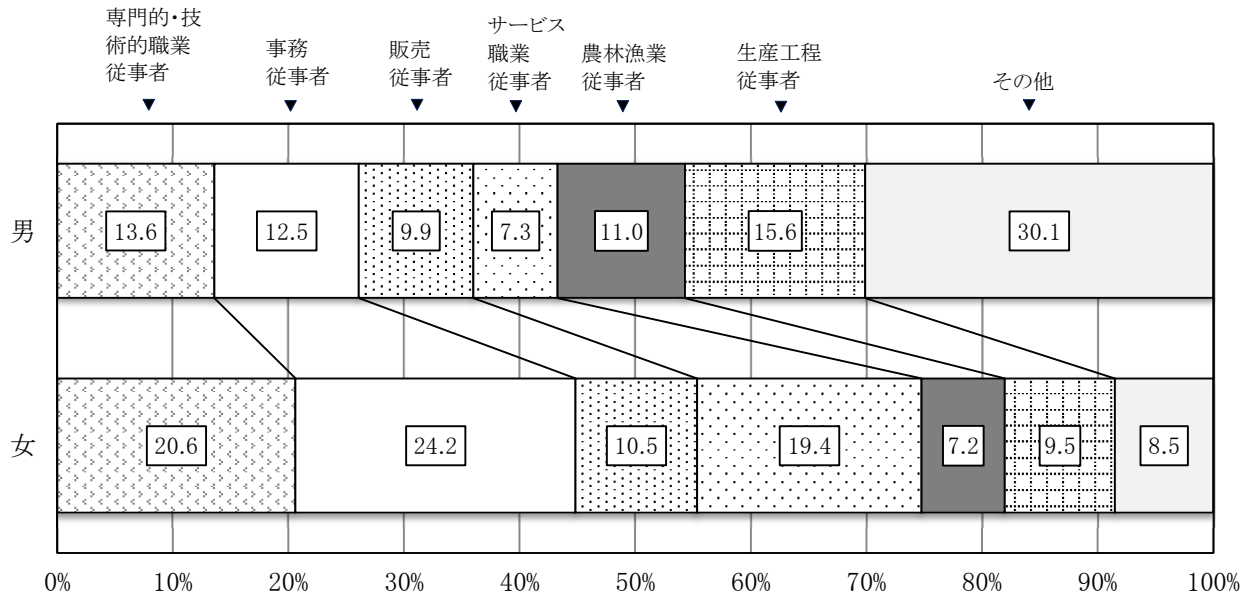 専門的・技
術的職業
従事者
事務
従事者
販売
従事者
サービス
職業
従事者
農林漁業
従事者
生産工程
従事者
その他
男
13.6
12.5
9.9
7.3
11.0
15.6
30.1
女
20.6
24.2
10.5
19.4
7.2
9.5
8.5
0%
10%
20%
30%
40%
50%
60%
70%
80%
90%
100%